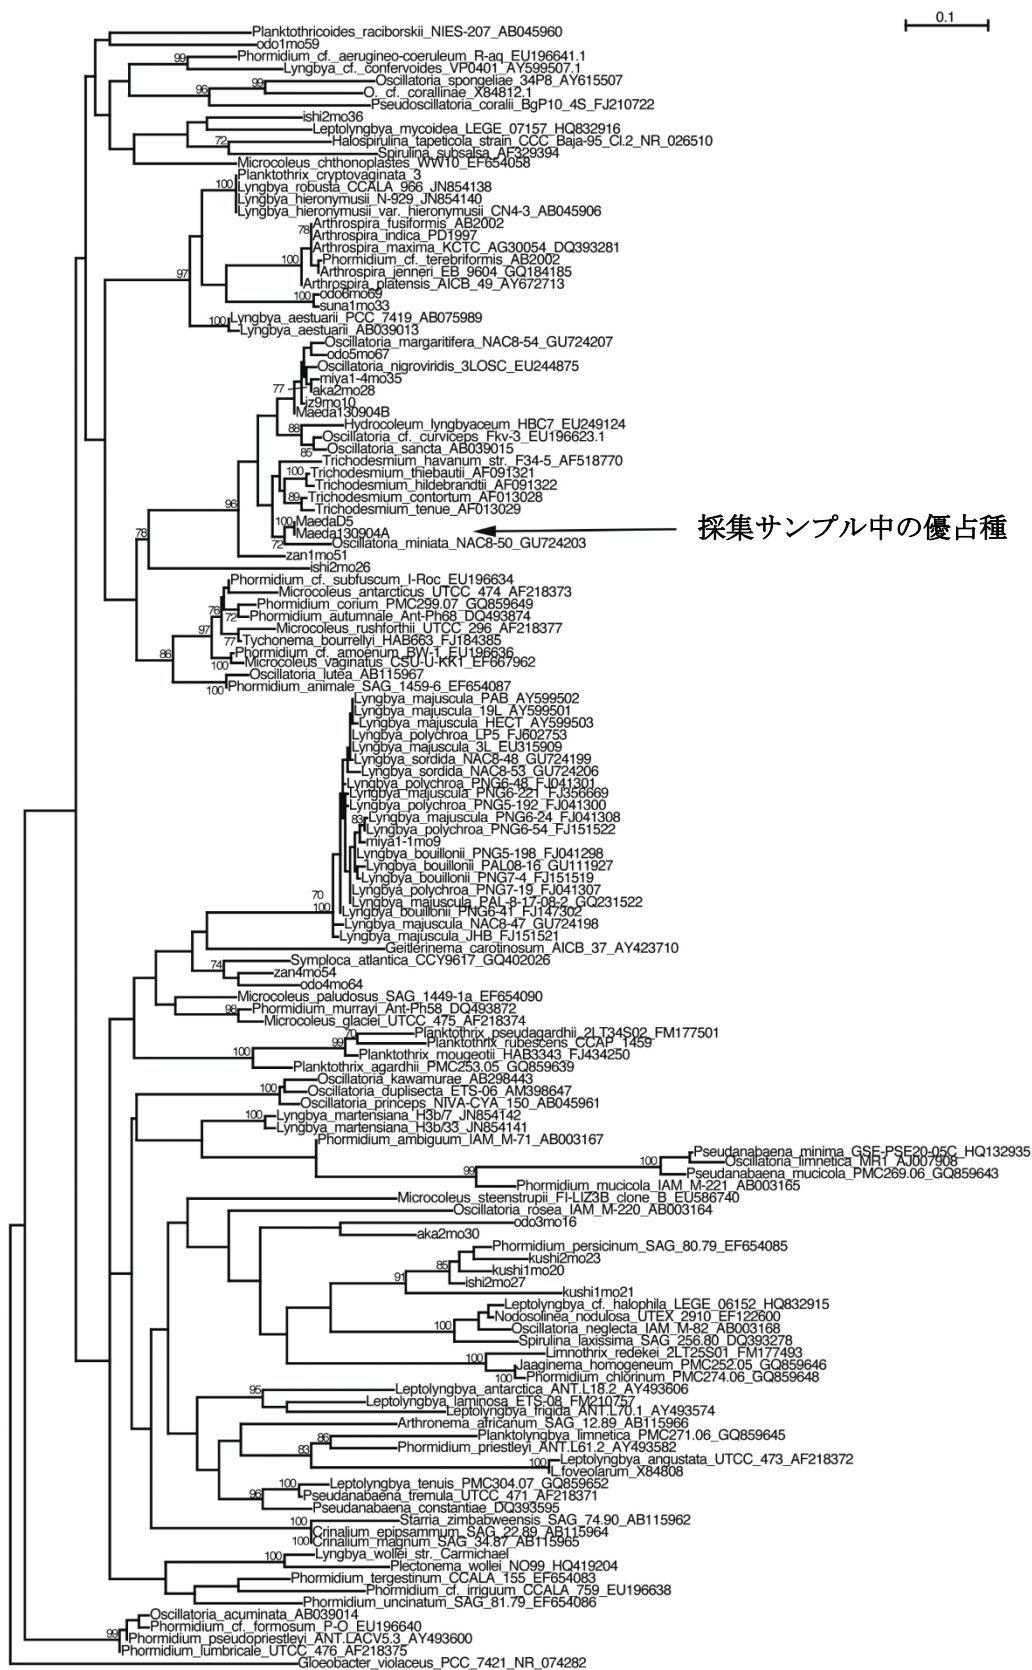 0.1
Planktothricoides_raciborskii_NIES-207_AB045960
odo1mo59
99
Phormidium_cf._aerugineo-coeruleum_R-aq_EU196641.1
Lyngbya_cf._confervoides_VP0401_AY599507.1
99
Oscillatoria_spongeliae_34P8_AY615507
96
O._cf._corallinae_X84812.1
Pseudoscillatoria_coralii_BgP10_4S_FJ210722
ishi2mo36
Leptolyngbya_mycoidea_LEGE_07157_HQ832916
72
Halospirulina_tapeticola_strain_CCC_Baja-95_Cl.2_NR_026510
Spirulina_subsalsa_AF329394
Microcoleus_chthonoplastes_WW10_EF654058
Planktothrix_cryptovaginata_3
100
Lyngbya_robusta_CCALA_966_JN854138
Lyngbya_hieronymusii_N-929_JN854140
Lyngbya_hieronymusii_var._hieronymusii_CN4-3_AB045906
Arthrospira_fusiformis_AB2002
78
Arthrospira_indica_PD1997
Arthrospira_maxima_KCTC_AG30054_DQ393281
100
Phormidium_cf._terebriformis_AB2002
97
Arthrospira_jenneri_EB_9604_GQ184185
Arthrospira_platensis_AICB_49_AY672713
100
odo6mo69
suna1mo33
100
Lyngbya_aestuarii_PCC_7419_AB075989
Lyngbya_aestuarii_AB039013
Oscillatoria_margaritifera_NAC8-54_GU724207
odo5mo67
Oscillatoria_nigroviridis_3LOSC_EU244875
miya1-4mo35
77
aka2mo28
iz9mo10
Maeda130904B
88
Hydrocoleum_lyngbyaceum_HBC7_EU249124
Oscillatoria_cf._curviceps_Fkv-3_EU196623.1
85
Oscillatoria_sancta_AB039015
Trichodesmium_havanum_str._F34-5_AF518770
100
Trichodesmium_thiebautii_AF091321
Trichodesmium_hildebrandtii_AF091322
89
Trichodesmium_contortum_AF013028
96
Trichodesmium_tenue_AF013029
100
MaedaD5
Maeda130904A
採集サンプル中の優占種
72
Oscillatoria_miniata_NAC8-50_GU724203
78
zan1mo51
ishi2mo26
Phormidium_cf._subfuscum_I-Roc_EU196634
Microcoleus_antarcticus_UTCC_474_AF218373
Phormidium_corium_PMC299.07_GQ859649
76
72
Phormidium_autumnale_Ant-Ph68_DQ493874
97
Microcoleus_rushforthii_UTCC_296_AF218377
77
Tychonema_bourrellyi_HAB663_FJ184385
86
Phormidium_cf._amoenum_BW-1_EU196636
100
Microcoleus_vaginatus_CSU-U-KK1_EF667962
Oscillatoria_lutea_AB115967
100
Phormidium_animale_SAG_1459-6_EF654087
Lyngbya_majuscula_PAB_AY599502
Lyngbya_majuscula_19L_AY599501
Lyngbya_majuscula_HECT_AY599503
Lyngbya_polychroa_LP5_FJ602753
Lyngbya_majuscula_3L_EU315909
Lyngbya_sordida_NAC8-48_GU724199
Lyngbya_sordida_NAC8-53_GU724206
Lyngbya_polychroa_PNG6-48_FJ041301
Lyngbya_majuscula_PNG6-221_FJ356669
Lyngbya_polychroa_PNG5-192_FJ041300
83
Lyngbya_majuscula_PNG6-24_FJ041308
Lyngbya_polychroa_PNG6-54_FJ151522
miya1-1mo9
Lyngbya_bouillonii_PNG5-198_FJ041298
Lyngbya_bouillonii_PAL08-16_GU111927
Lyngbya_bouillonii_PNG7-4_FJ151519
Lyngbya_polychroa_PNG7-19_FJ041307
70
Lyngbya_majuscula_PAL-8-17-08-2_GQ231522
100
Lyngbya_bouillonii_PNG6-41_FJ147302
Lyngbya_majuscula_NAC8-47_GU724198
Lyngbya_majuscula_JHB_FJ151521
Geitlerinema_carotinosum_AICB_37_AY423710
74
Symploca_atlantica_CCY9617_GQ402026
zan4mo54
odo4mo64
Microcoleus_paludosus_SAG_1449-1a_EF654090
98
Phormidium_murrayi_Ant-Ph58_DQ493872
Microcoleus_glaciei_UTCC_475_AF218374
70
Planktothrix_pseudagardhii_2LT34S02_FM177501
99
Planktothrix_rubescens_CCAP_1459
100
Planktothrix_mougeotii_HAB3343_FJ434250
Planktothrix_agardhii_PMC253.05_GQ859639
100
Oscillatoria_kawamurae_AB298443
Oscillatoria_duplisecta_ETS-06_AM398647
Oscillatoria_princeps_NIVA-CYA_150_AB045961
100
Lyngbya_martensiana_H3b/7_JN854142
Lyngbya_martensiana_H3b/33_JN854141
Phormidium_ambiguum_IAM_M-71_AB003167
Pseudanabaena_minima_GSE-PSE20-05C_HQ132935
100
Oscillatoria_limnetica_MR1_AJ007908
99
Pseudanabaena_mucicola_PMC269.06_GQ859643
Phormidium_mucicola_IAM_M-221_AB003165
Microcoleus_steenstrupii_FI-LIZ3B_clone_B_EU586740
Oscillatoria_rosea_IAM_M-220_AB003164
odo3mo16
aka2mo30
Phormidium_persicinum_SAG_80.79_EF654085
kushi2mo23
85
kushi1mo20
91
ishi2mo27
kushi1mo21
Leptolyngbya_cf._halophila_LEGE_06152_HQ832915
Nodosolinea_nodulosa_UTEX_2910_EF122600
100
Oscillatoria_neglecta_IAM_M-82_AB003168
Spirulina_laxissima_SAG_256.80_DQ393278
100
Limnothrix_redekei_2LT25S01_FM177493
Jaaginema_homogeneum_PMC252.05_GQ859646
100
Phormidium_chlorinum_PMC274.06_GQ859648
95
Leptolyngbya_antarctica_ANT.L18.2_AY493606
Leptolyngbya_laminosa_ETS-08_FM210757
Leptolyngbya_frigida_ANT.L70.1_AY493574
Arthronema_africanum_SAG_12.89_AB115966
86
Planktolyngbya_limnetica_PMC271.06_GQ859645
83
Phormidium_priestleyi_ANT.L61.2_AY493582
100
Leptolyngbya_angustata_UTCC_473_AF218372
L.foveolarum_X84808
100
Leptolyngbya_tenuis_PMC304.07_GQ859652
96
Pseudanabaena_tremula_UTCC_471_AF218371
Pseudanabaena_constantiae_DQ393595
100
Starria_zimbabweensis_SAG_74.90_AB115962
Crinalium_epipsammum_SAG_22.89_AB115964
100
Crinalium_magnum_SAG_34.87_AB115965
100
Lyngbya_wollei_str._Carmichael
Plectonema_wollei_NO99_HQ419204
Phormidium_tergestinum_CCALA_155_EF654083
Phormidium_cf._irriguum_CCALA_759_EU196638
Phormidium_uncinatum_SAG_81.79_EF654086
Oscillatoria_acuminata_AB039014
Phormidium_cf._formosum_P-O_EU196640
99
Phormidium_pseudopriestleyi_ANT.LACV5.3_AY493600
Phormidium_lumbricale_UTCC_476_AF218375
Gloeobacter_violaceus_PCC_7421_NR_074282